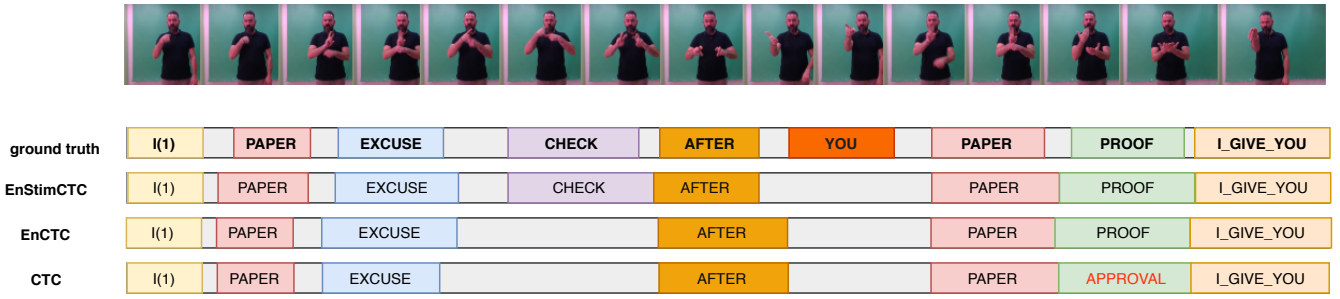 ground truth I(1) PAPER EXCUSE CHECK AFTER YOU PAPER PROOF I_GIVE_YOU
EnStimCTC I(1) PAPER EXCUSE CHECK AFTER PAPER PROOF I_GIVE_YOU
EnCTC I(1) PAPER EXCUSE AFTER PAPER PROOF I_GIVE_YOU
CTC I(1) PAPER EXCUSE AFTER PAPER APPROVAL I_GIVE_YOU